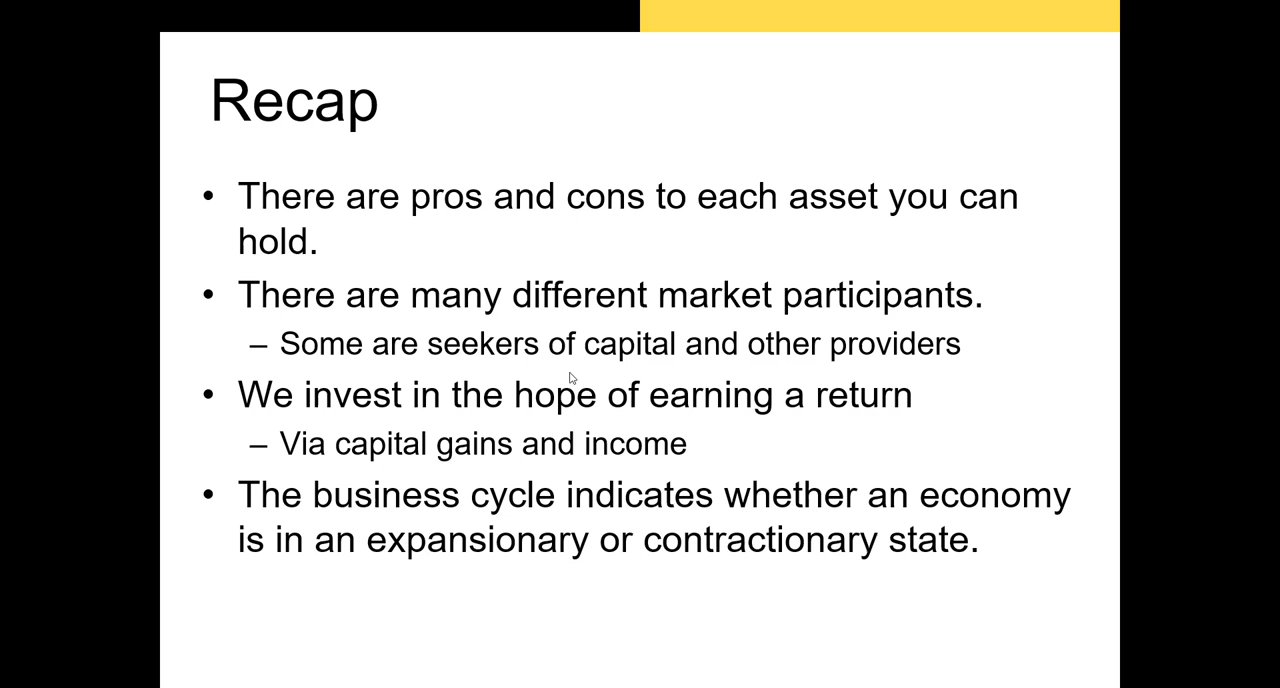 Recap
• There are pros and cons to each asset you can
hold.
• There are many different market participants.
– Some are seekers of capital and other providers
• We invest in the hope of earning a return
– Via capital gains and income
• The business cycle indicates whether an economy
is in an expansionary or contractionary state.